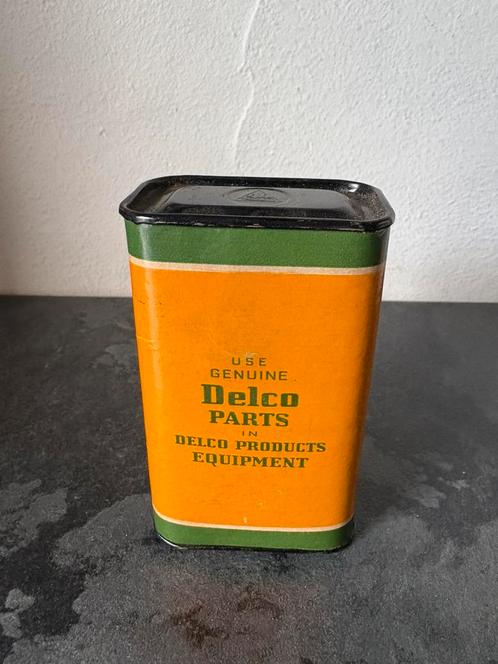 USE
GENUINE
Delco
PARTS
IN
DELCO PRODUCTS
EQUIPMENT